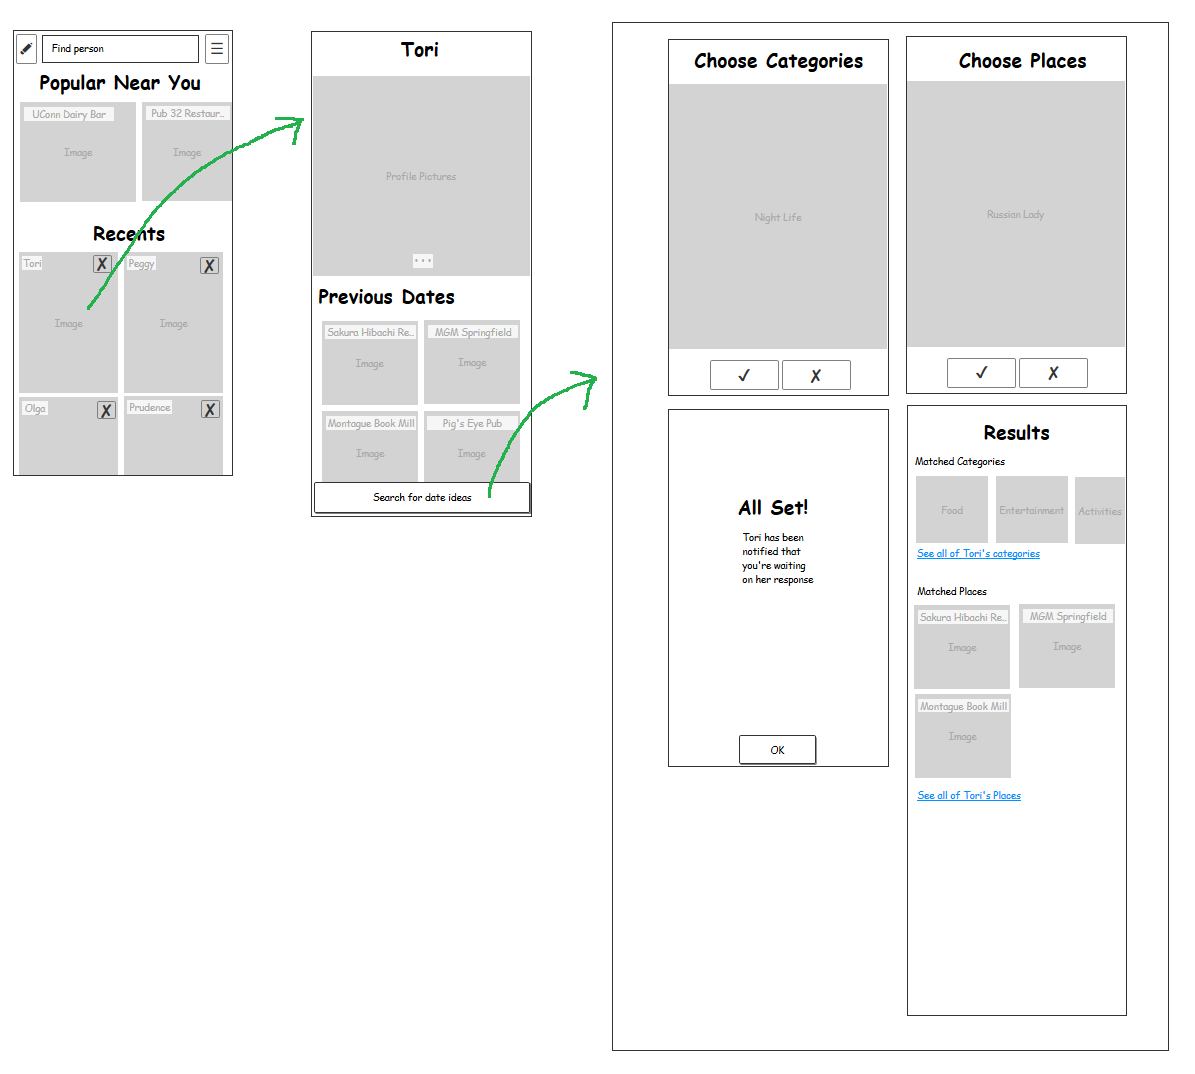 Find person
Popular Near You
UConn Dairy Bar
Pub 32 Restaur..
Image
Image
Recents
Tori
Peggy
Image
Image
Olga
Prudence
Tori
Profile Pictures
Previous Dates
Sakura Hibachi Re..
MGM Springfield
Image
Image
Montague Book Mill
Pig's Eye Pub
Image
Image
Search for date ideas
Choose Categories
Night Life
Choose Places
Russian Lady
All Set!
Tori has been
notified that
you're waiting
on her response
OK
Results
Matched Categories
Food
Entertainment
Activities
See all of Tori's categories
Matched Places
Sakura Hibachi Re..
MGM Springfield
Image
Image
Montague Book Mill
Image
See all of Tori's Places